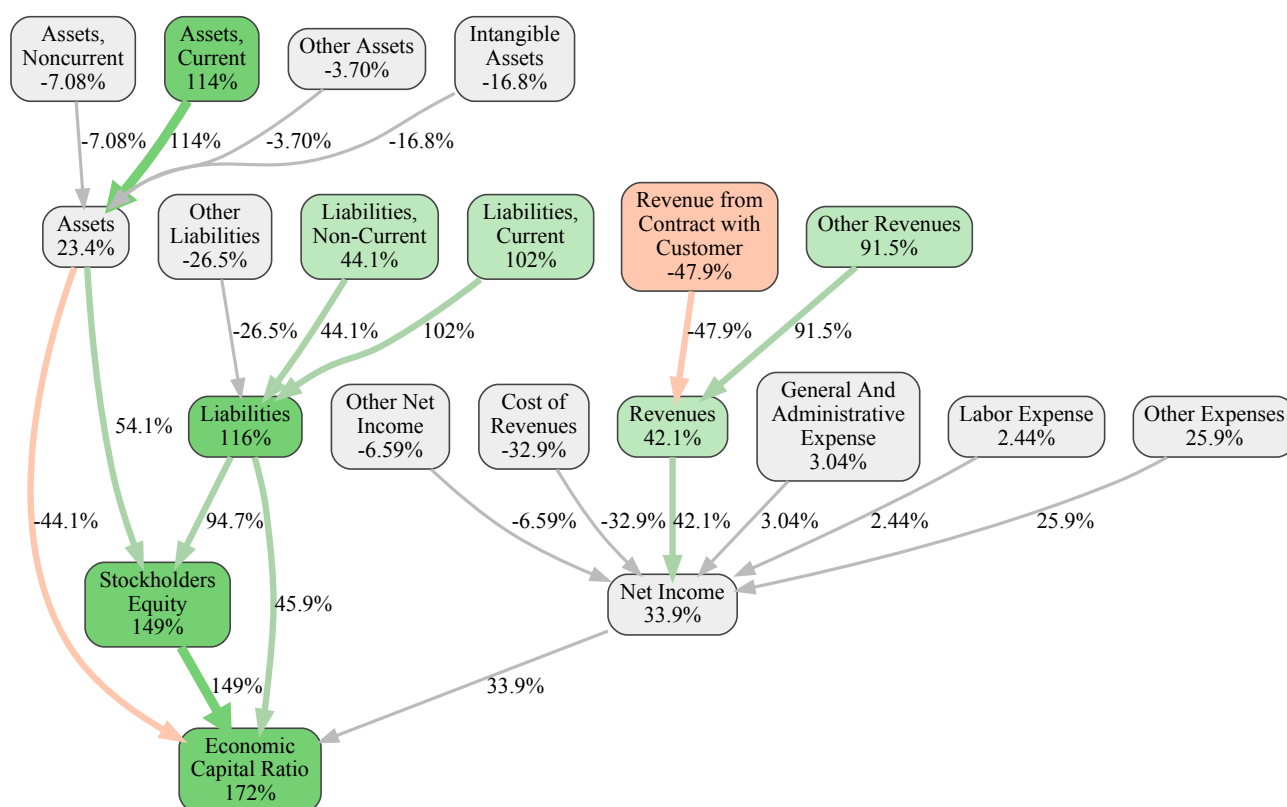 Assets,
Noncurrent
-7.08%
Assets,
Current
114%
Other Assets
-3.70%
Intangible
Assets
-16.8%
-7.08%
114%
-3.70%
-16.8%
Assets
23.4%
Other
Liabilities
-26.5%
Liabilities,
Non-Current
44.1%
Liabilities,
Current
102%
Revenue from
Contract with
Customer
-47.9%
Other Revenues
91.5%
-26.5%
44.1%
102%
-47.9%
91.5%
54.1%
Liabilities
116%
Other Net
Income
-6.59%
Cost of
Revenues
-32.9%
Revenues
42.1%
General And
Administrative
Expense
3.04%
Labor Expense
2.44%
Other Expenses
25.9%
-44.1%
94.7%
-6.59%
-32.9%
42.1%
3.04%
2.44%
25.9%
Stockholders
Equity
149%
45.9%
Net Income
33.9%
149%
33.9%
Economic
Capital Ratio
172%